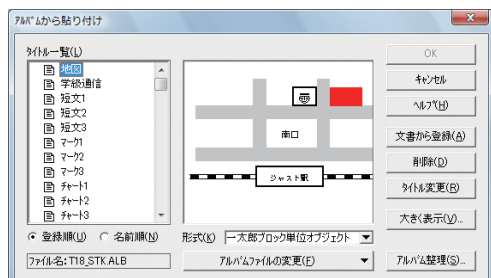 ｱﾙﾊﾞﾑから貼り付け
ﾀｲﾄﾙ一覧(L)
地図
学級通信
短文1
短文2
短文3
ﾏｰｸ1
ﾏｰｸ2
ﾏｰｸ3
ﾁｬｰﾄ1
ﾁｬｰﾄ2
ﾁｬｰﾄ3
登録順(U) 名前順(N)
ﾌｧｲﾙ名: T18_STK.ALB
南口
ジャスト駅
形式(K) 一太郎ブロック単位オブジェクト
ｱﾙﾊﾞﾑﾌｧｲﾙの変更(F)
OK
ｷｬﾝｾﾙ
ﾍﾙﾌﾟ(H)
文書から登録(A)
削除(D)
ﾀｲﾄﾙ変更(R)
大きく表示(V)...
ｱﾙﾊﾞﾑ整理(S)...